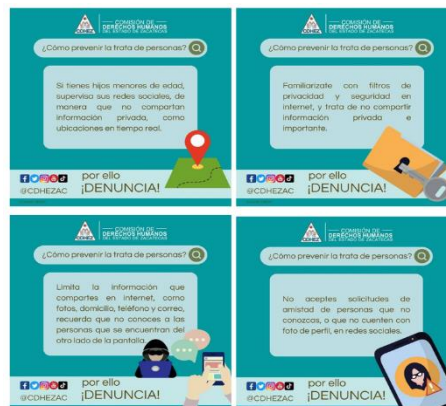 COMISIÓN DE
DERECHOS HUMANOS
DEL ESTADO DE ZACATECAS
CDHEZ
¿Cómo prevenir la trata de personas?
Si tienes hijos menores de edad,
supervisa sus redes sociales, de
manera que no compartan
información privada, como
ubicaciones en tiempo real.
@CDHEZAC
por ello
¡DENUNCIA!
COMISIÓN DE
DERECHOS HUMANOS
DEL ESTADO DE ZACATECAS
CDHEZ
¿Cómo prevenir la trata de personas?
Familiarízate con filtros de
privacidad y seguridad en
internet, y trata de no compartir
información privada e
importante.
@CDHEZAC
por ello
¡DENUNCIA!
COMISIÓN DE
DERECHOS HUMANOS
DEL ESTADO DE ZACATECAS
CDHEZ
¿Cómo prevenir la trata de personas?
Limita la información que
compartes en internet, como
fotos, domicilio, teléfono y correo,
recuerda que no conoces a las
personas que se encuentran del
otro lado de la pantalla.
@CDHEZAC
por ello
¡DENUNCIA!
COMISIÓN DE
DERECHOS HUMANOS
DEL ESTADO DE ZACATECAS
CDHEZ
¿Cómo prevenir la trata de personas?
No aceptes solicitudes de
amistad de personas que no
conozcas, o que no cuenten con
foto de perfil, en redes sociales.
@CDHEZAC
por ello
¡DENUNCIA!